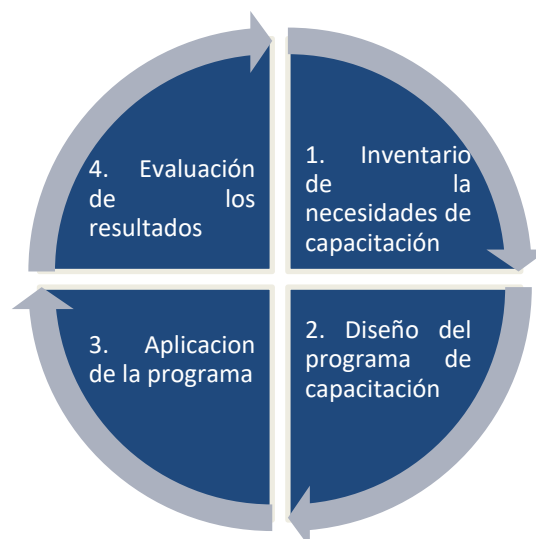 1. Inventario
de la
necesidades de
capacitación
2. Diseño del
programa de
capacitación
3. Aplicacion
de la programa
4. Evaluación
de los
resultados